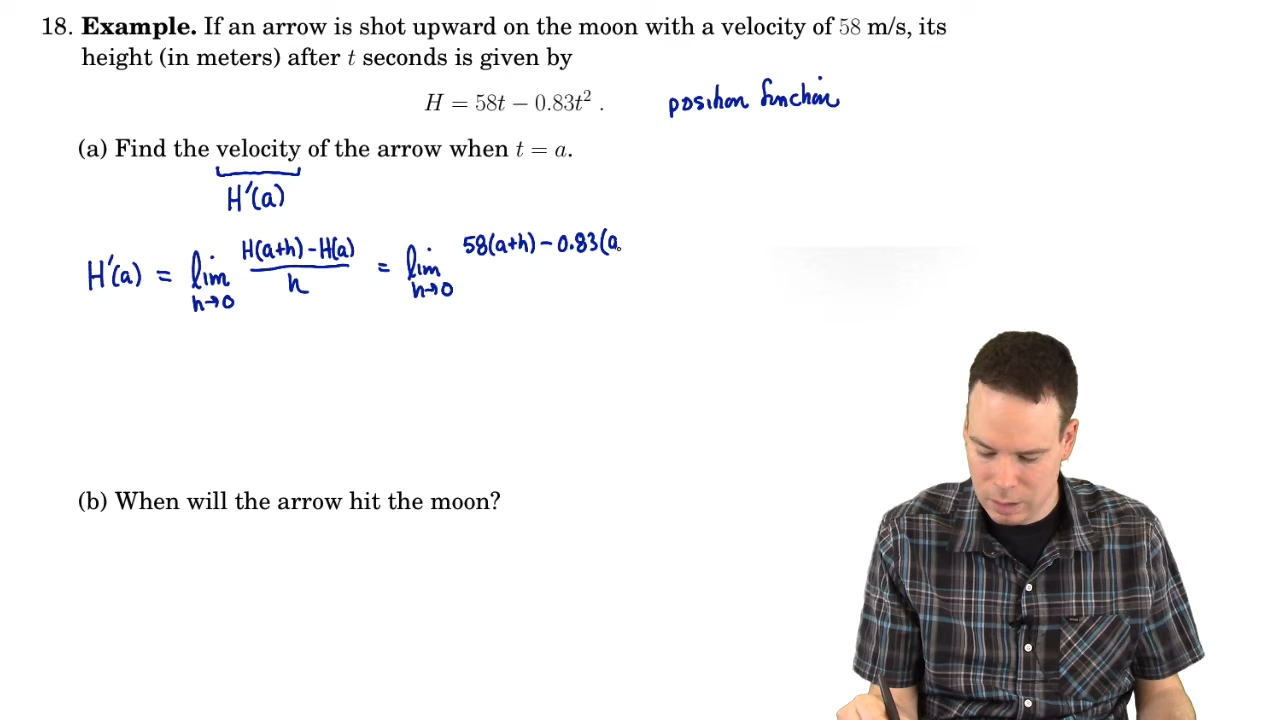 18. Example. If an arrow is shot upward on the moon with a velocity of 58 m/s, its
height (in meters) after t seconds is given by
H = 58t − 0.83t² . position function
(a) Find the velocity of the arrow when t = a.
H'(a)
H'(a) = lim h→0 (H(a+h) − H(a))/h = lim h→0 58(a+h) − 0.83(a
(b) When will the arrow hit the moon?